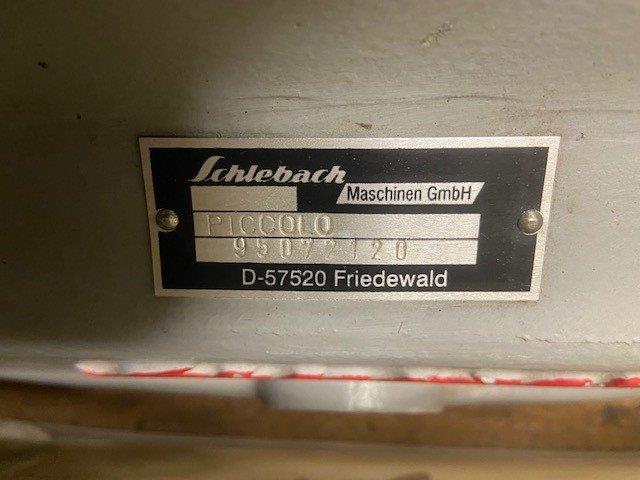 Schlebach
Maschinen GmbH
PICCOLO
95072120
D-57520 Friedewald